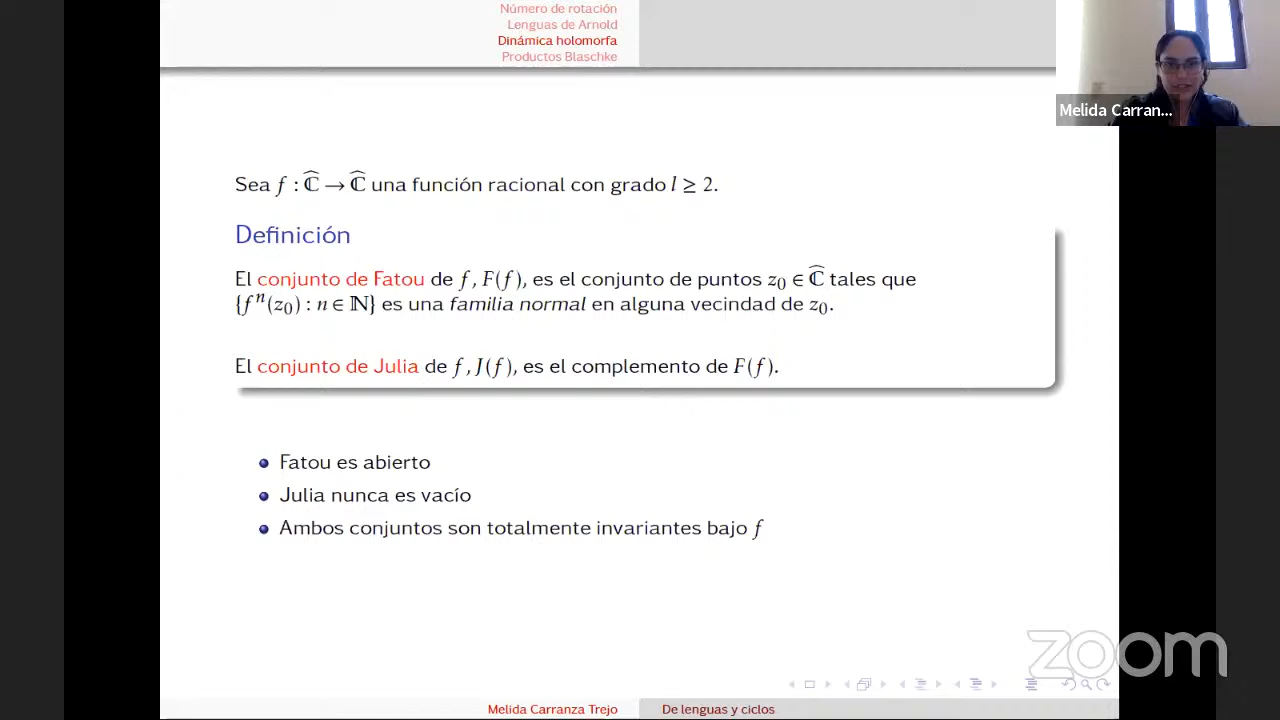 Número de rotación
Lenguas de Arnold
Dinámica holomorfa
Productos Blaschke
Melida Carran...
Sea f : Ĉ → Ĉ una función racional con grado l ≥ 2.
Definición
El conjunto de Fatou de f, F(f), es el conjunto de puntos z₀ ∈ Ĉ tales que
{fⁿ(z₀) : n ∈ ℕ} es una familia normal en alguna vecindad de z₀.
El conjunto de Julia de f, J(f), es el complemento de F(f).
Fatou es abierto
Julia nunca es vacío
Ambos conjuntos son totalmente invariantes bajo f
zoom
Melida Carranza Trejo
De lenguas y ciclos